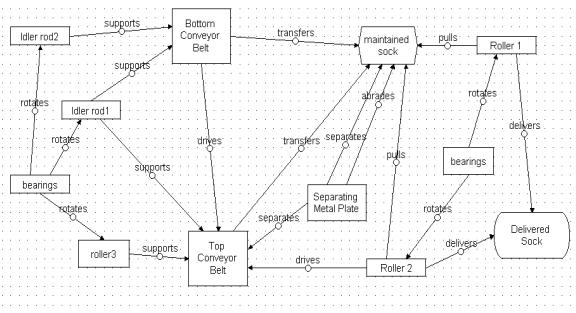 supports
Bottom
Conveyor
Belt
transfers
maintained
sock
pulls
Roller 1
Idler rod2
supports
abrades
rotates
rotates
Idler rod1
delivers
rotates
drives
transfers
separates
pulls
bearings
supports
bearings
Separating
Metal Plate
rotates
separates
rotates
Delivered
Sock
roller3
supports
Top
Conveyor
Belt
drives
Roller 2
delivers